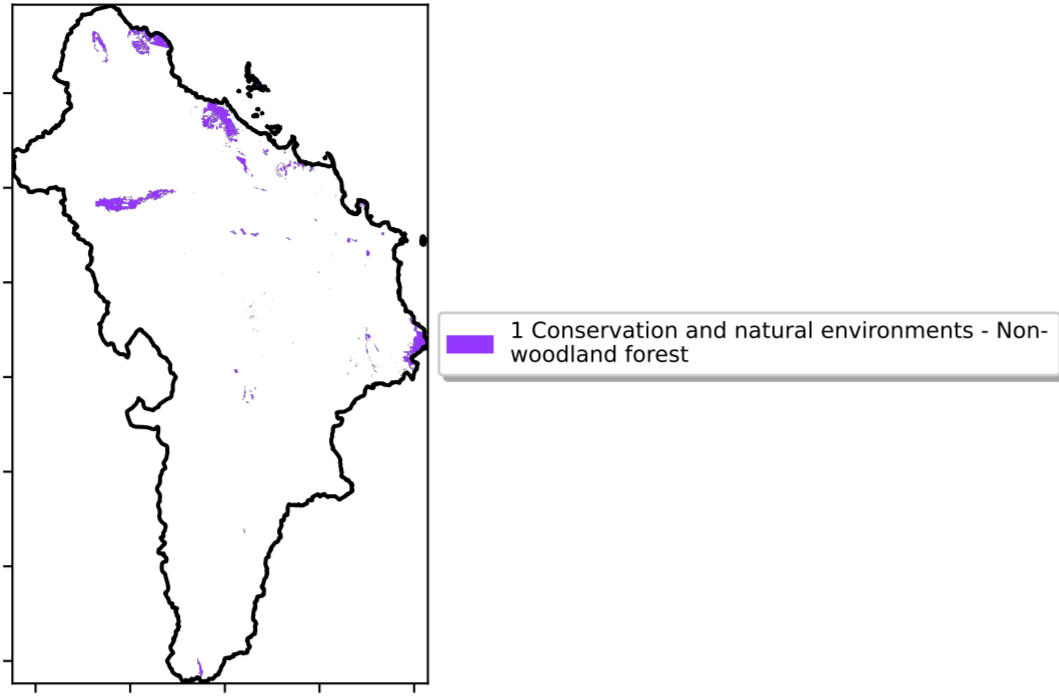 1 Conservation and natural environments - Non-
woodland forest